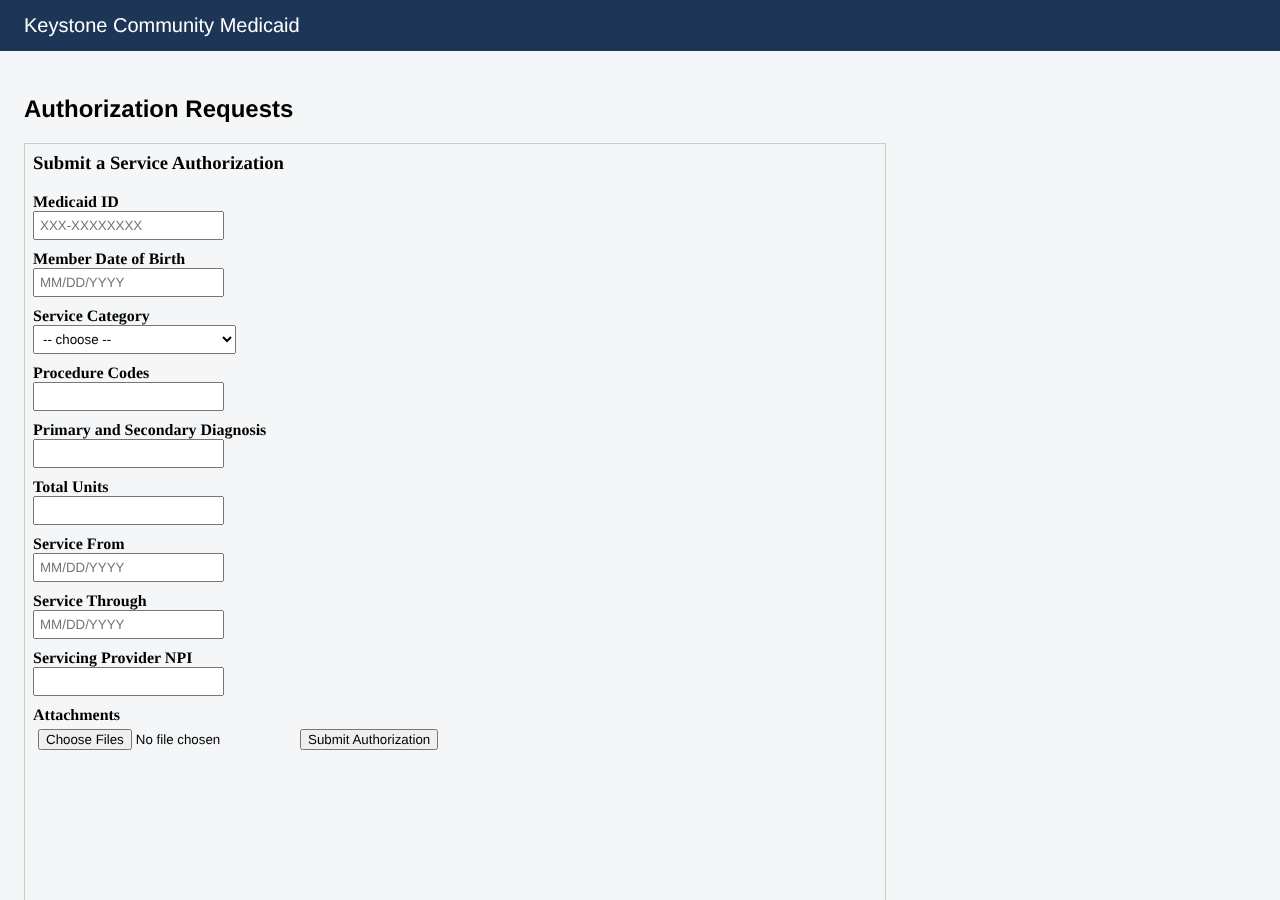 Keystone Community Medicaid
Authorization Requests
Submit a Service Authorization
Medicaid ID
XXX-XXXXXXXX
Member Date of Birth
MM/DD/YYYY
Service Category
-- choose --
Procedure Codes
Primary and Secondary Diagnosis
Total Units
Service From
MM/DD/YYYY
Service Through
MM/DD/YYYY
Servicing Provider NPI
Attachments
Choose Files No file chosen Submit Authorization